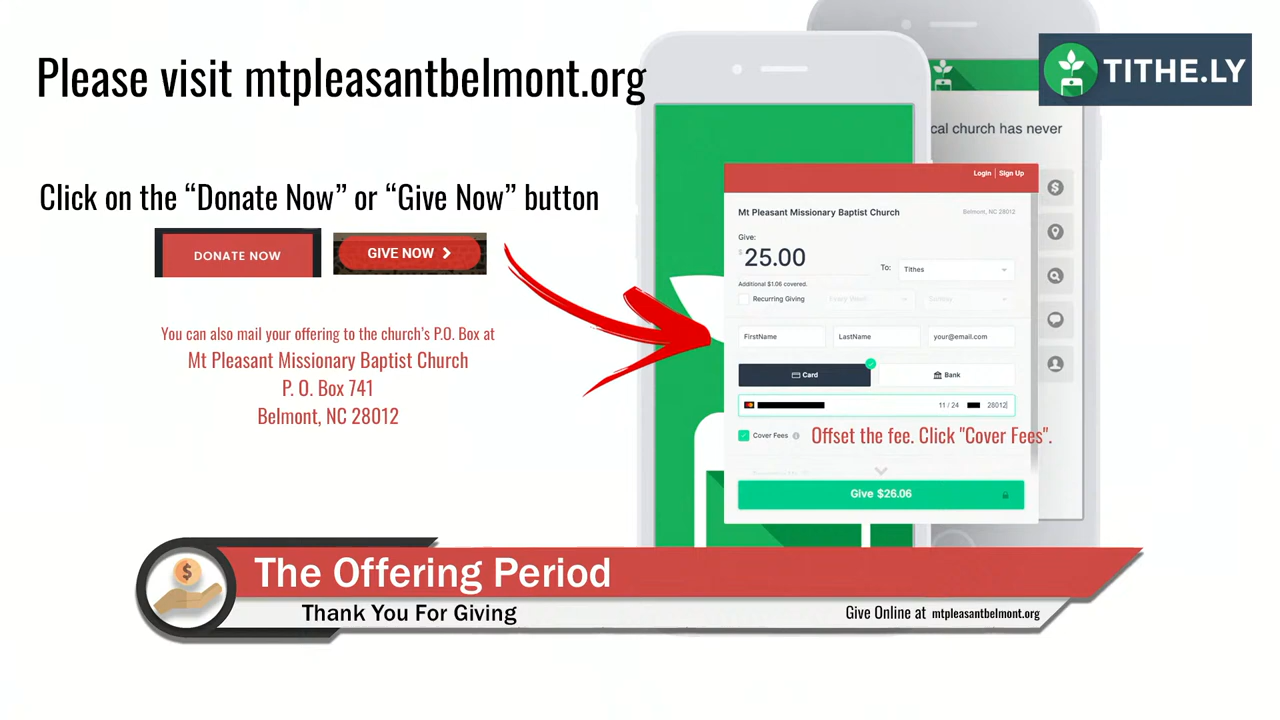 Please visit mtpleasantbelmont.org
TITHE.LY
cal church has never
Click on the “Donate Now” or “Give Now” button
DONATE NOW
GIVE NOW
You can also mail your offering to the church's P.O. Box at
Mt Pleasant Missionary Baptist Church
P. O. Box 741
Belmont, NC 28012
Login | Sign Up
Mt Pleasant Missionary Baptist Church
Belmont, NC 28012
Give:
$25.00
To: Tithes
Additional $1.06 covered.
Recurring Giving
FirstName LastName your@email.com
Card Bank
11 / 24 28012
Cover Fees
Offset the fee. Click "Cover Fees".
Give $26.06
The Offering Period
Thank You For Giving
Give Online at mtpleasantbelmont.org